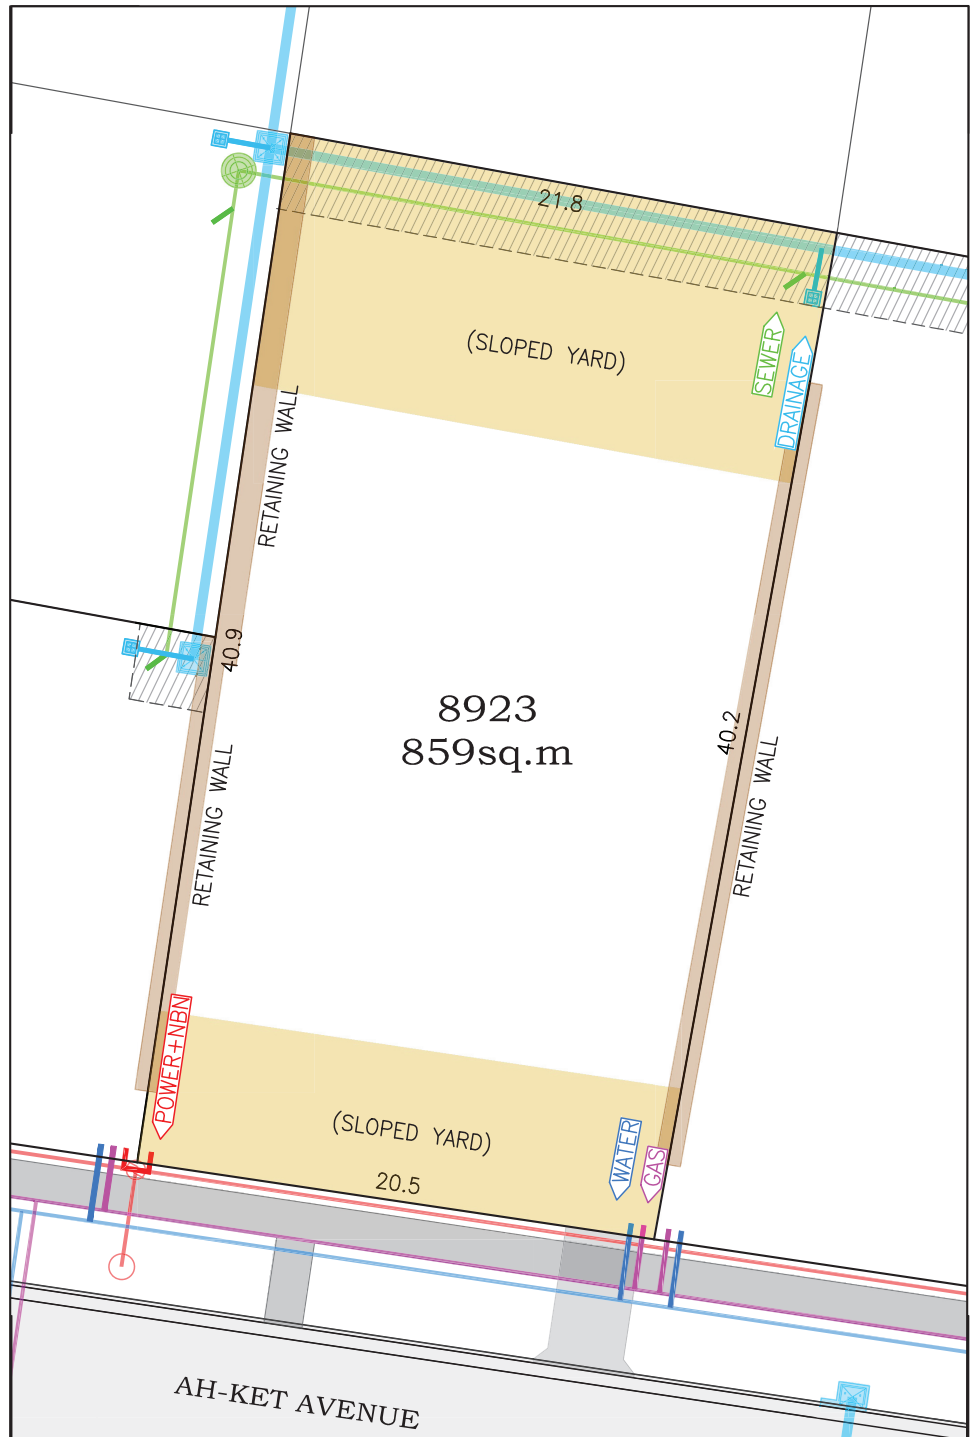 21.8
(SLOPED YARD)
SEWER
DRAINAGE
RETAINING WALL
40.9
8923
859sq.m
40.2
RETAINING WALL
RETAINING WALL
POWER+NBN
(SLOPED YARD)
WATER
GAS
20.5
AH-KET AVENUE